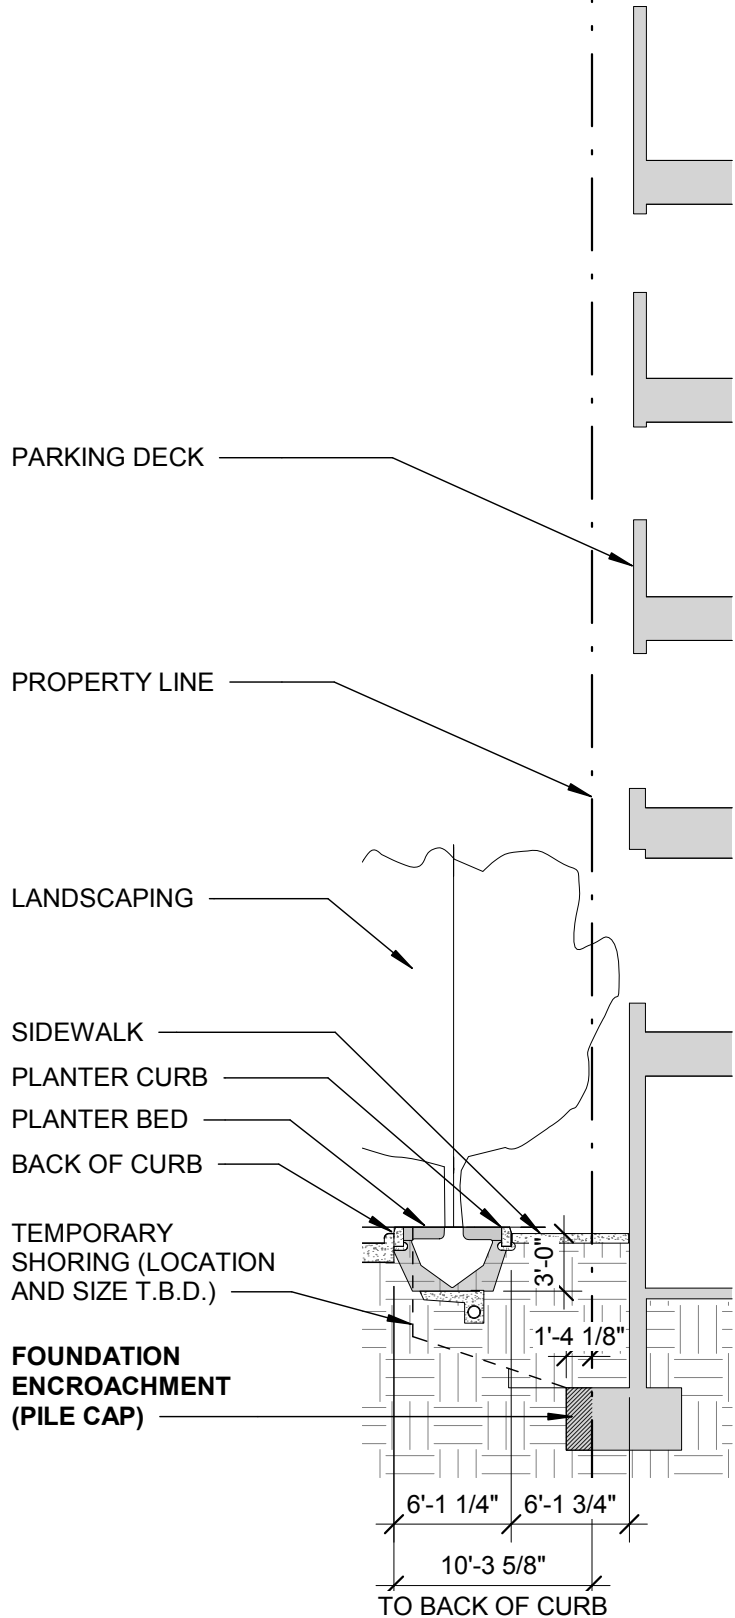 PARKING DECK
PROPERTY LINE
LANDSCAPING
SIDEWALK
PLANTER CURB
PLANTER BED
BACK OF CURB
TEMPORARY
SHORING (LOCATION
AND SIZE T.B.D.)
3'-0"
1'-4 1/8"
FOUNDATION
ENCROACHMENT
(PILE CAP)
6'-1 1/4"
6'-1 3/4"
10'-3 5/8"
TO BACK OF CURB